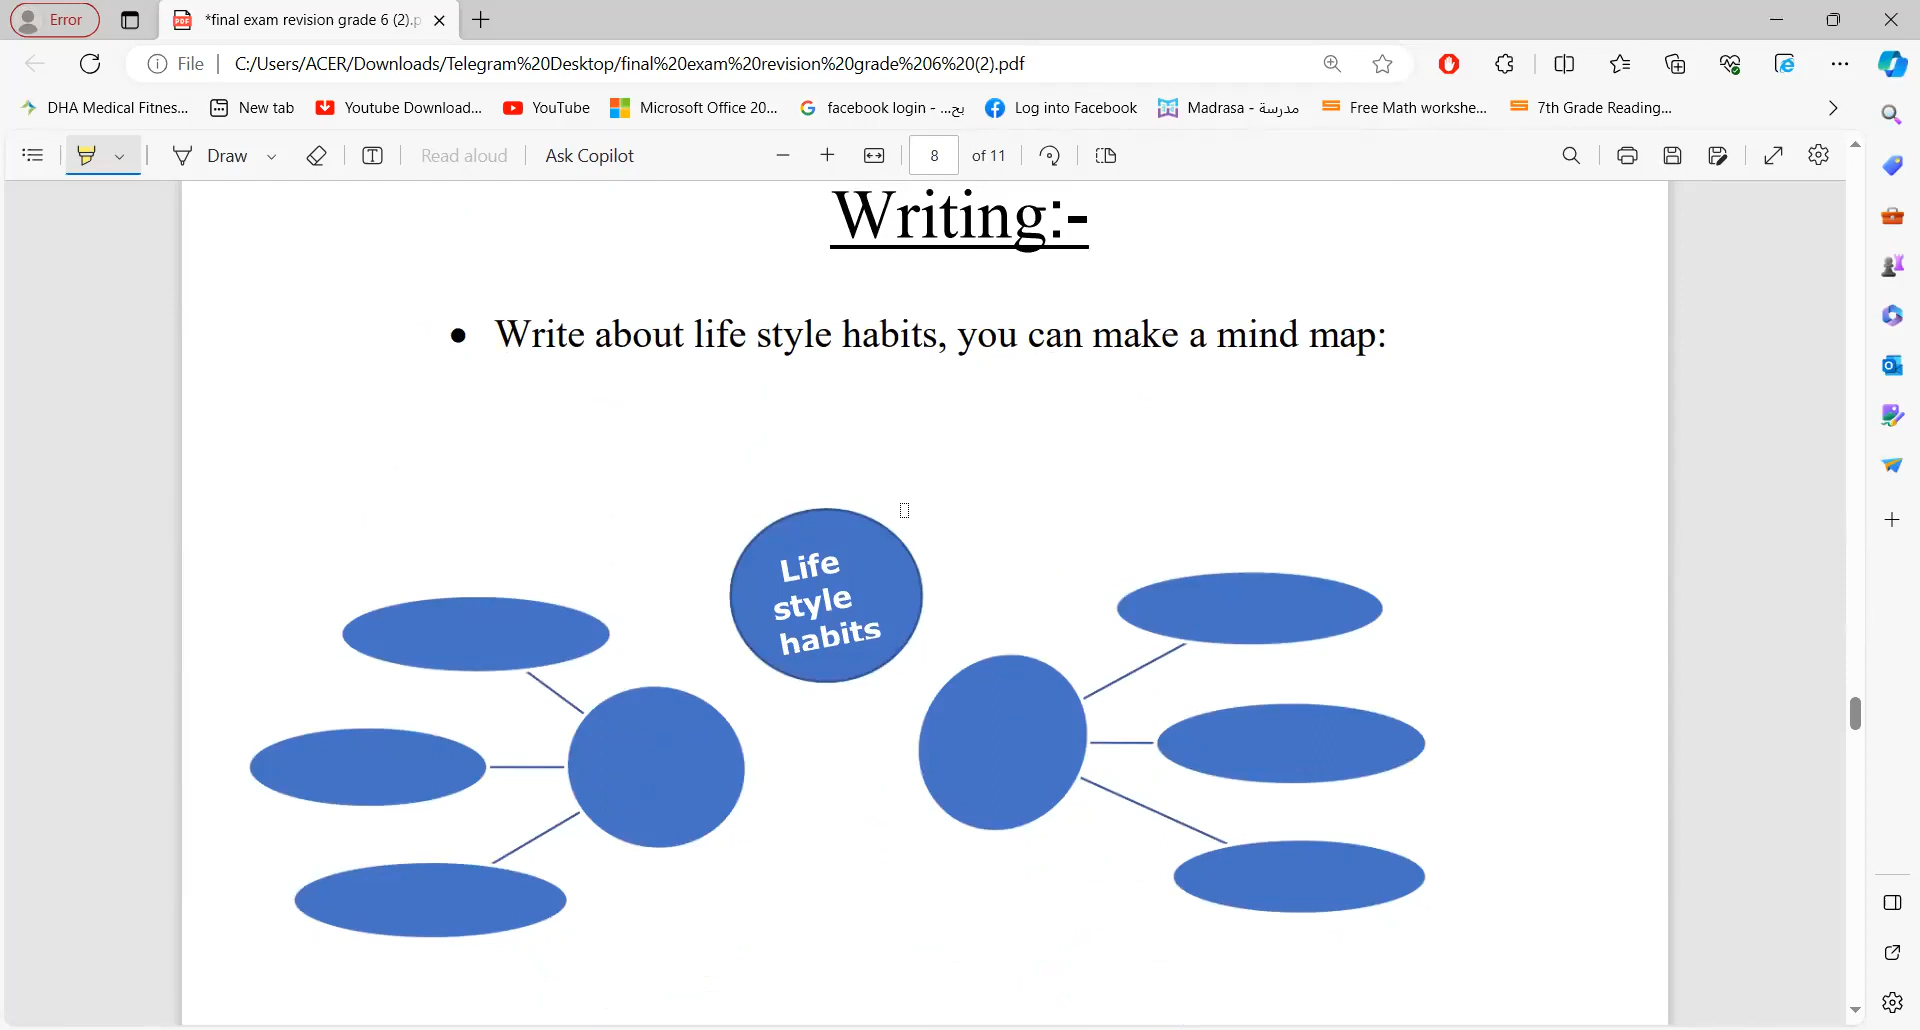 Error
*final exam revision grade 6 (2).p
File
C:/Users/ACER/Downloads/Telegram%20Desktop/final%20exam%20revision%20grade%206%20(2).pdf
DHA Medical Fitnes...
New tab
Youtube Download...
YouTube
Microsoft Office 20...
facebook login - ...بح
Log into Facebook
Madrasa - مدرسة
Free Math workshe...
7th Grade Reading...
Draw
Read aloud
Ask Copilot
8 of 11
Writing:-
• Write about life style habits, you can make a mind map:
Life
style
habits